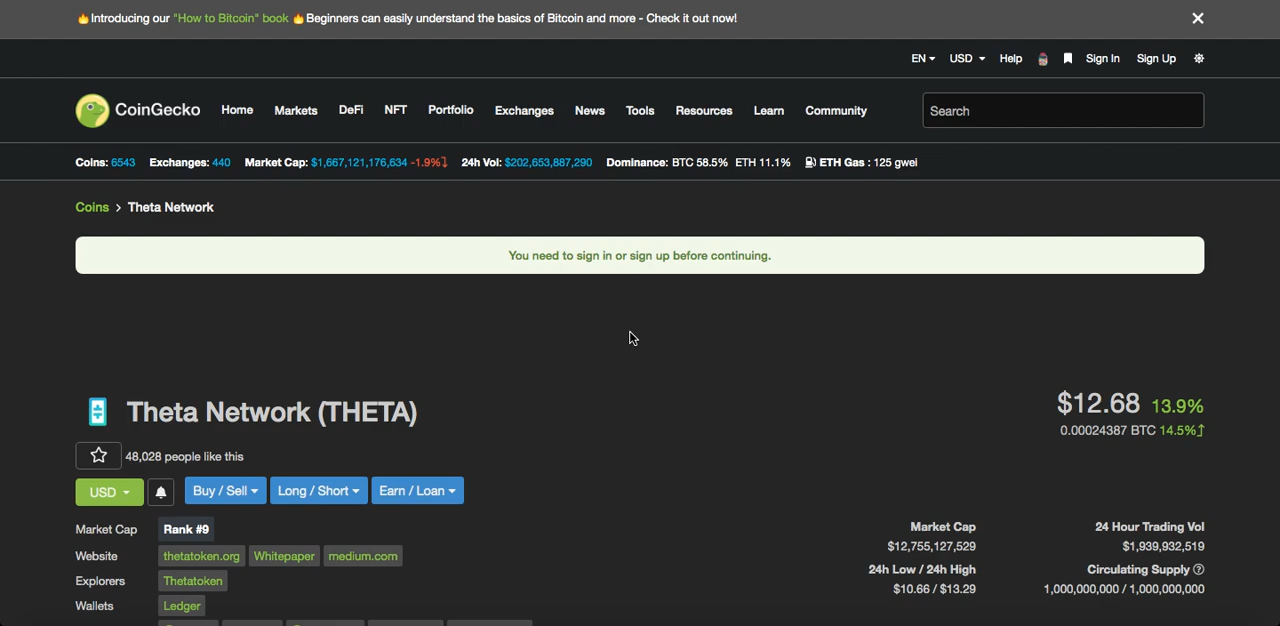 🔥Introducing our "How to Bitcoin" book 🔥Beginners can easily understand the basics of Bitcoin and more - Check it out now!
EN USD Help Sign In Sign Up
CoinGecko Home Markets DeFi NFT Portfolio Exchanges News Tools Resources Learn Community Search
Coins: 6543 Exchanges: 440 Market Cap: $1,667,121,176,634 -1.9% 24h Vol: $202,653,887,290 Dominance: BTC 58.5% ETH 11.1% ETH Gas : 125 gwei
Coins > Theta Network
You need to sign in or sign up before continuing.
Theta Network (THETA)
$12.68 13.9%
0.00024387 BTC 14.5%
48,028 people like this
USD Buy / Sell Long / Short Earn / Loan
Market Cap Rank #9
Website thetatoken.org Whitepaper medium.com
Explorers Thetatoken
Wallets Ledger
Market Cap 24 Hour Trading Vol
$12,755,127,529 $1,939,932,519
24h Low / 24h High Circulating Supply ?
$10.66 / $13.29 1,000,000,000 / 1,000,000,000